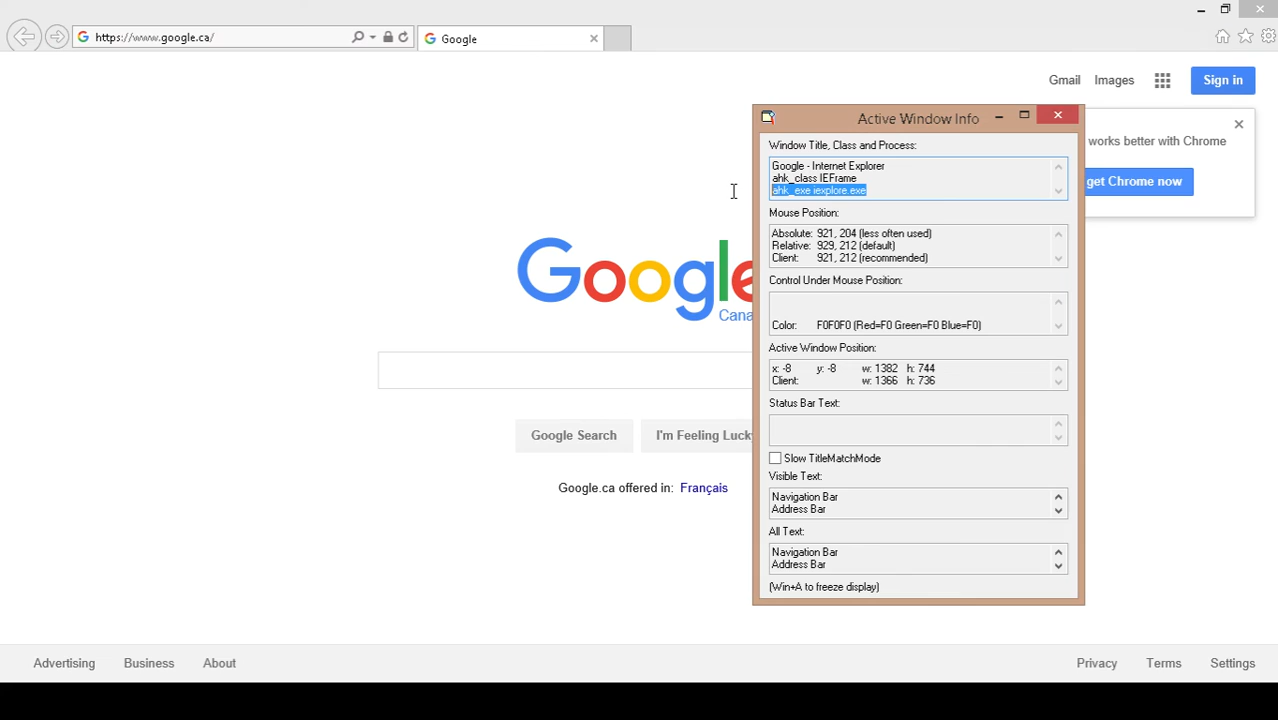 https://www.google.ca/
Google
Gmail Images
Sign in
works better with Chrome
get Chrome now
Google
Cana
Google Search
I'm Feeling Luck
Google.ca offered in: Français
Advertising Business About
Privacy Terms Settings
Active Window Info
Window Title, Class and Process:
Google - Internet Explorer
ahk_class IEFrame
ahk_exe iexplore.exe
Mouse Position:
Absolute: 921, 204 (less often used)
Relative: 929, 212 (default)
Client: 921, 212 (recommended)
Control Under Mouse Position:
Color: F0F0F0 (Red=F0 Green=F0 Blue=F0)
Active Window Position:
x: -8 y: -8 w: 1382 h: 744
Client: w: 1366 h: 736
Status Bar Text:
Slow TitleMatchMode
Visible Text:
Navigation Bar
Address Bar
All Text:
Navigation Bar
Address Bar
(Win+A to freeze display)